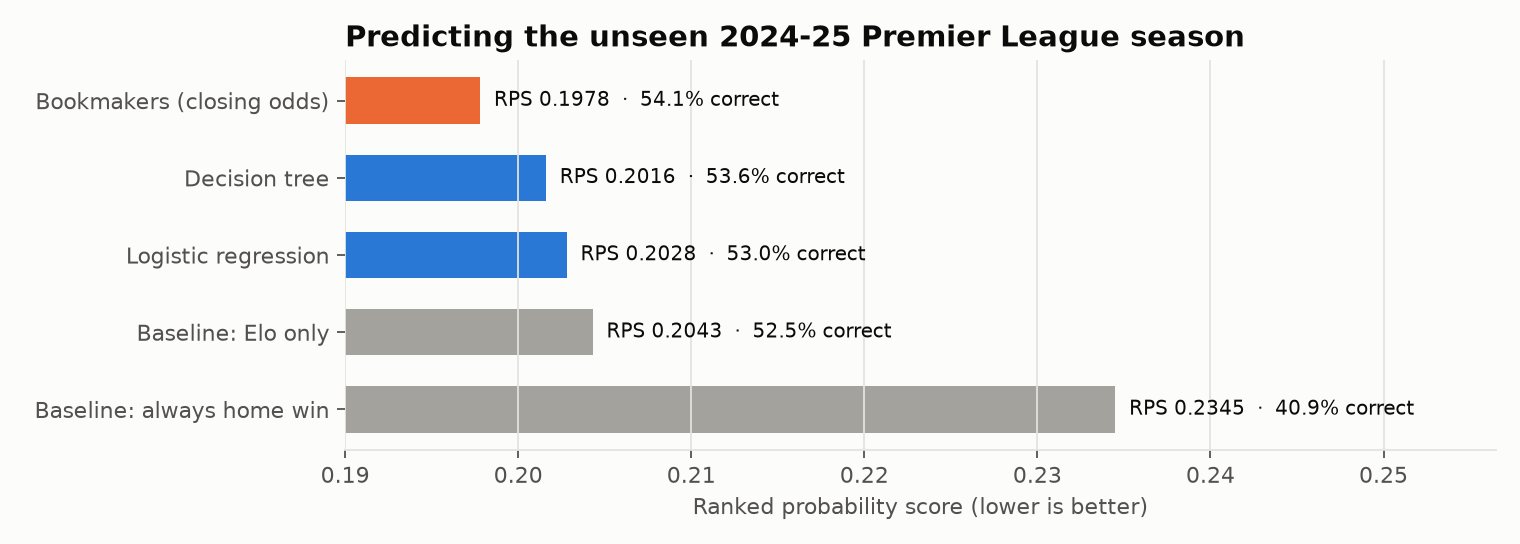 Predicting the unseen 2024-25 Premier League season
Bookmakers (closing odds)
RPS 0.1978 · 54.1% correct
Decision tree
RPS 0.2016 · 53.6% correct
Logistic regression
RPS 0.2028 · 53.0% correct
Baseline: Elo only
RPS 0.2043 · 52.5% correct
Baseline: always home win
RPS 0.2345 · 40.9% correct
0.19 0.20 0.21 0.22 0.23 0.24 0.25
Ranked probability score (lower is better)